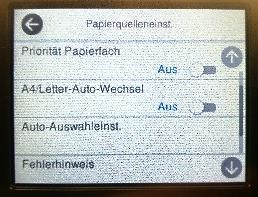 Papierquelleneinst.
Priorität Papierfach
Aus
A4/Letter-Auto-Wechsel
Aus
Auto-Auswahleinst.
Fehlerhinweis